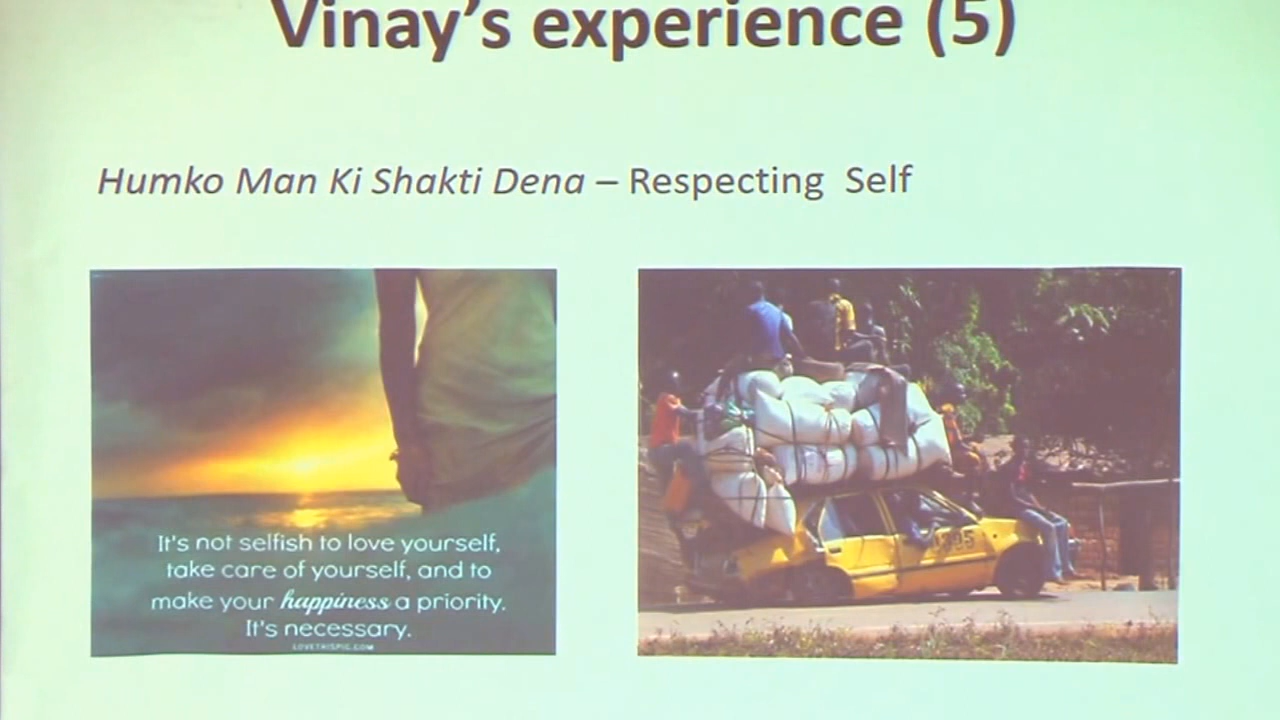 Vinay's experience (5)
Humko Man Ki Shakti Dena – Respecting Self
It's not selfish to love yourself,
take care of yourself, and to
make your happiness a priority.
It's necessary.
LOVETHISPIC.COM